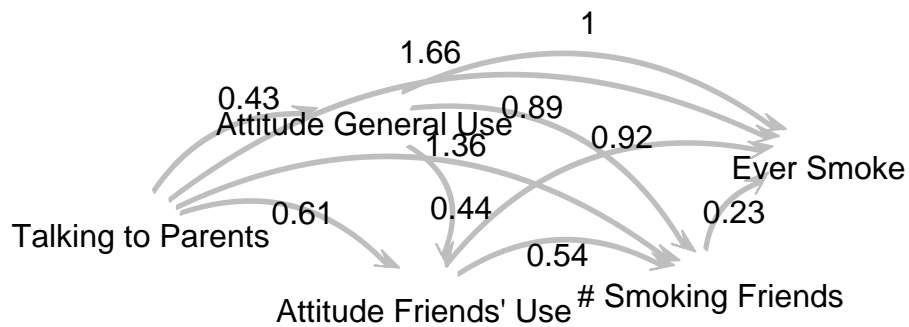 1
1.66
0.43
0.89
Attitude General Use
1.36
0.92
Ever Smoke
0.61
0.44
0.23
Talking to Parents
0.54
Attitude Friends' Use
# Smoking Friends